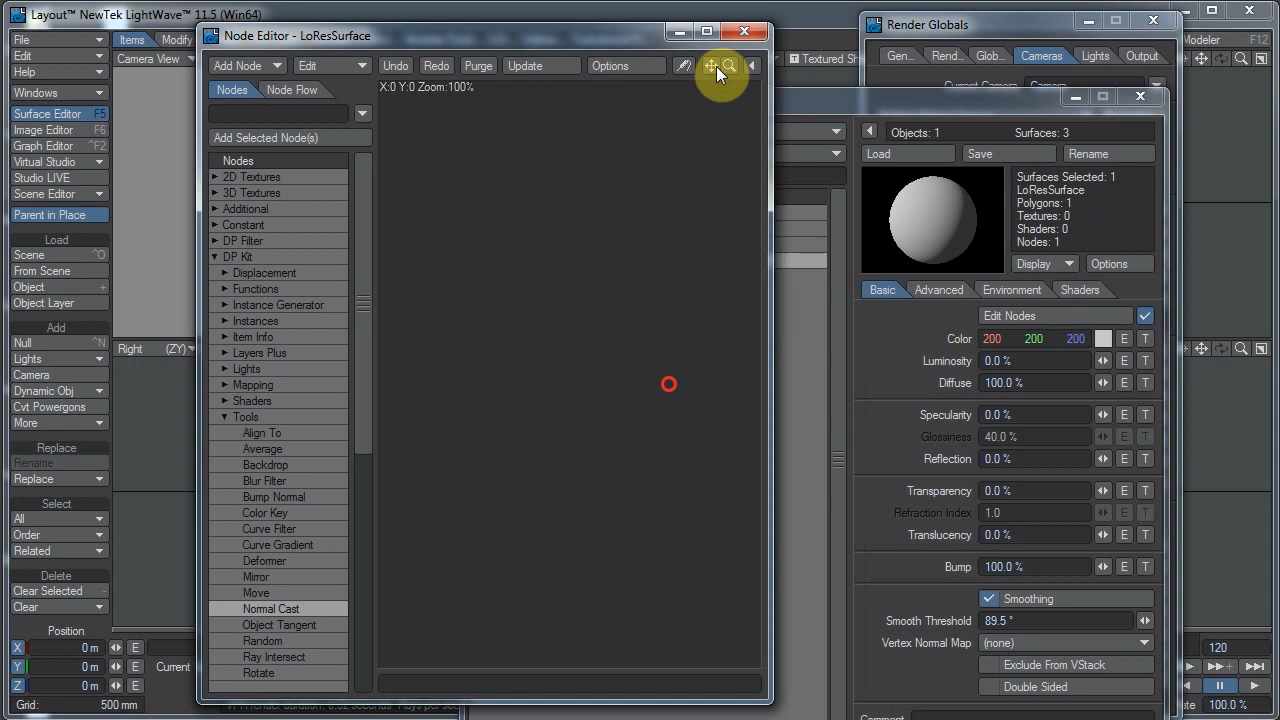 Layout™ NewTek LightWave™ 11.5 (Win64)
File
Edit
Help
Windows
Surface Editor F5
Image Editor F6
Graph Editor ^F2
Virtual Studio
Studio LIVE
Scene Editor
Parent in Place
Load
Scene ^O
From Scene
Object +
Object Layer
Add
Null ^N
Lights
Camera
Dynamic Obj
Cvt Powergons
More
Replace
Rename
Replace
Select
All
Order
Related
Delete
Clear Selected -
Clear
Position
X 0 m E
Y 0 m E
Z 0 m E
Grid: 500 mm
Items Modify
Camera View
Right (ZY)
Current
Node Editor - LoResSurface
Add Node Edit Undo Redo Purge Update Options
Nodes Node Flow
X:0 Y:0 Zoom:100%
Add Selected Node(s)
Nodes
2D Textures
3D Textures
Additional
Constant
DP Filter
DP Kit
Displacement
Functions
Instance Generator
Instances
Item Info
Layers Plus
Lights
Mapping
Shaders
Tools
Align To
Average
Backdrop
Blur Filter
Bump Normal
Color Key
Curve Filter
Curve Gradient
Deformer
Mirror
Move
Normal Cast
Object Tangent
Random
Ray Intersect
Rotate
Textured Sh
Render Globals
Gen... Rend... Glob... Cameras Lights Output
Current Camera Camera
Modeler F12
Objects: 1 Surfaces: 3
Load Save Rename
Surfaces Selected: 1
LoResSurface
Polygons: 1
Textures: 0
Shaders: 0
Nodes: 1
Display Options
Basic Advanced Environment Shaders
Edit Nodes
Color 200 200 200 E T
Luminosity 0.0 % E T
Diffuse 100.0 % E T
Specularity 0.0 % E T
Glossiness 40.0 % E T
Reflection 0.0 % E T
Transparency 0.0 % E T
Refraction Index 1.0 E T
Translucency 0.0 % E T
Bump 100.0 % E T
Smoothing
Smooth Threshold 89.5 °
Vertex Normal Map (none)
Exclude From VStack
Double Sided
120
100.0 %